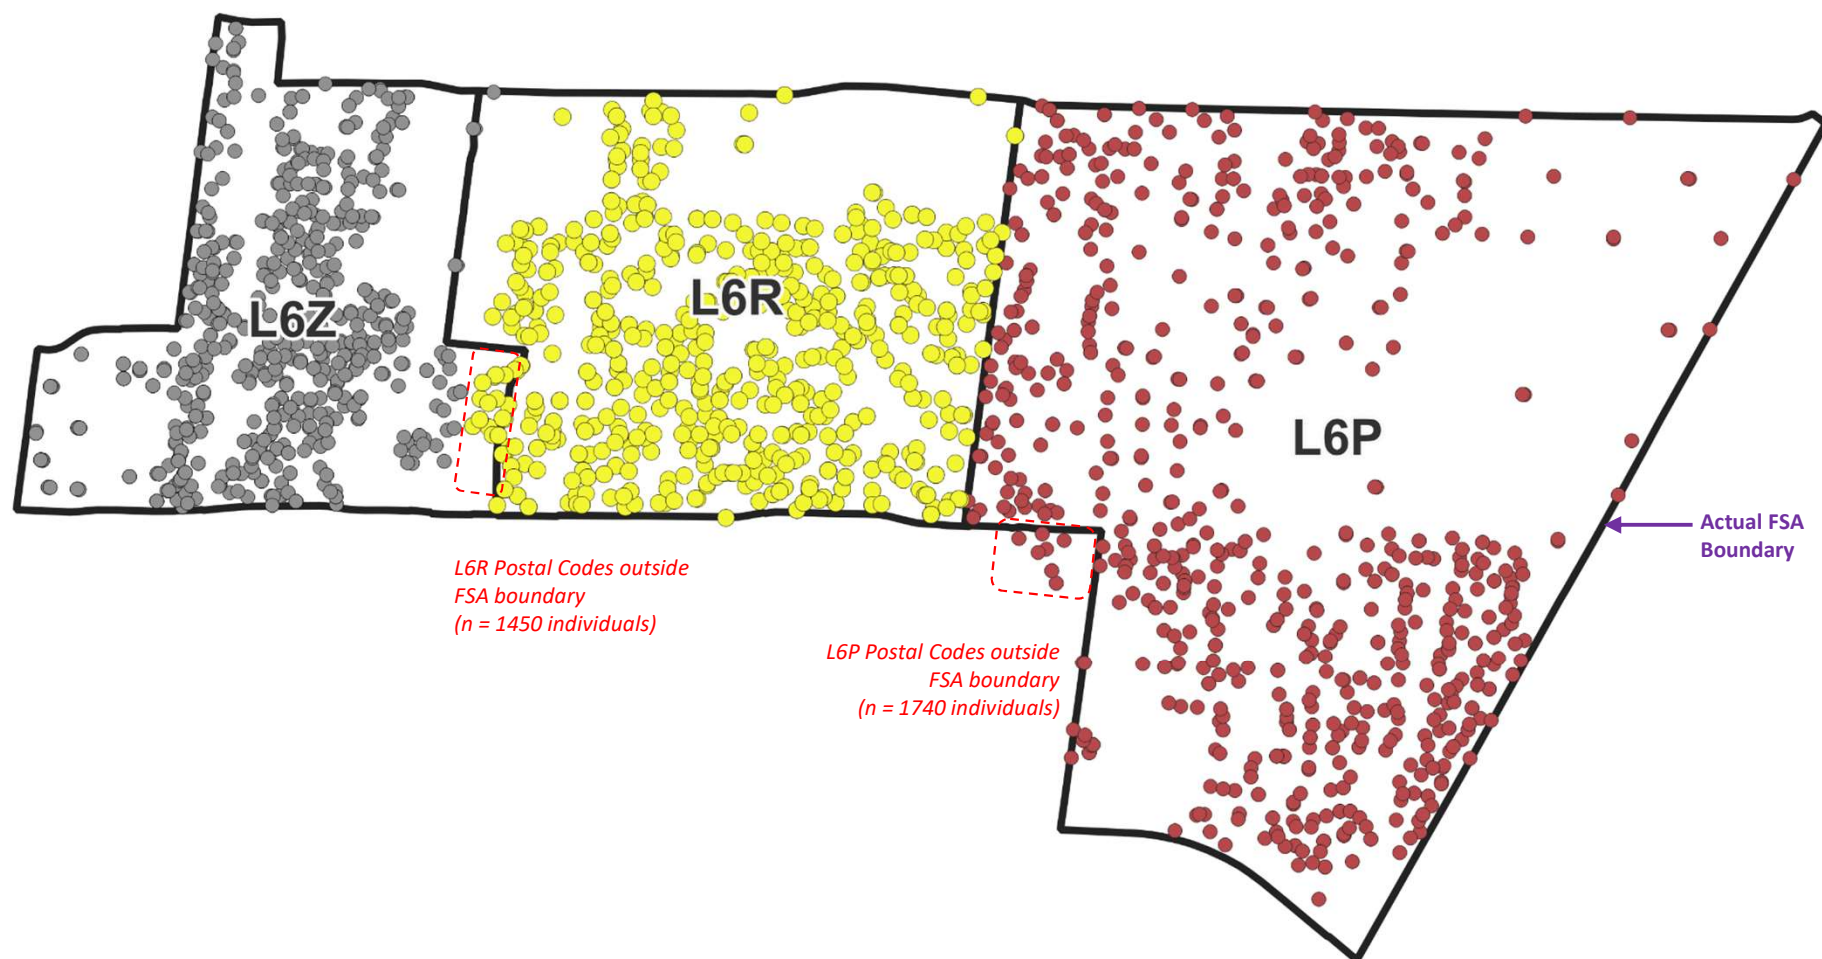 L6Z
L6R
L6P
Actual FSA
Boundary
L6R Postal Codes outside
FSA boundary
(n = 1450 individuals)
L6P Postal Codes outside
FSA boundary
(n = 1740 individuals)